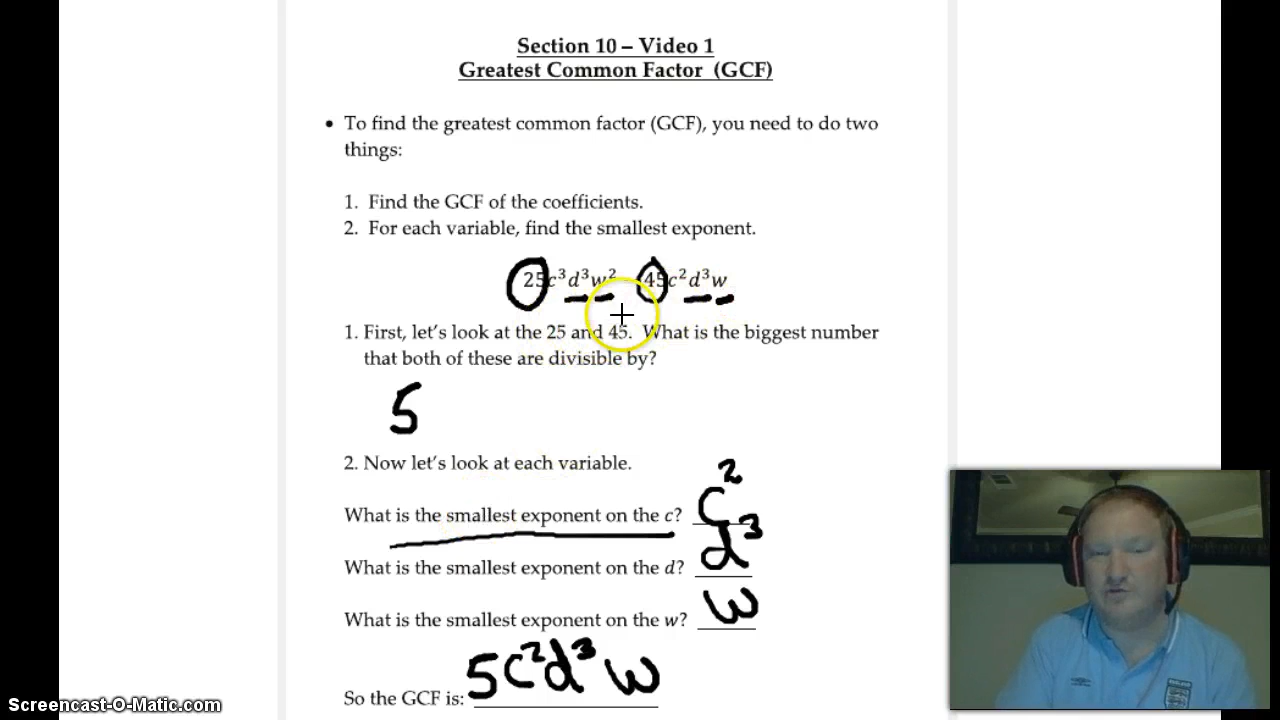 Section 10 – Video 1
Greatest Common Factor (GCF)
• To find the greatest common factor (GCF), you need to do two
things:
1. Find the GCF of the coefficients.
2. For each variable, find the smallest exponent.
25c³d³w² 45c²d³w
1. First, let's look at the 25 and 45. What is the biggest number
that both of these are divisible by?
5
2. Now let's look at each variable.
What is the smallest exponent on the c? c²
What is the smallest exponent on the d? d³
What is the smallest exponent on the w? w
So the GCF is: 5c²d³w
Screencast-O-Matic.com